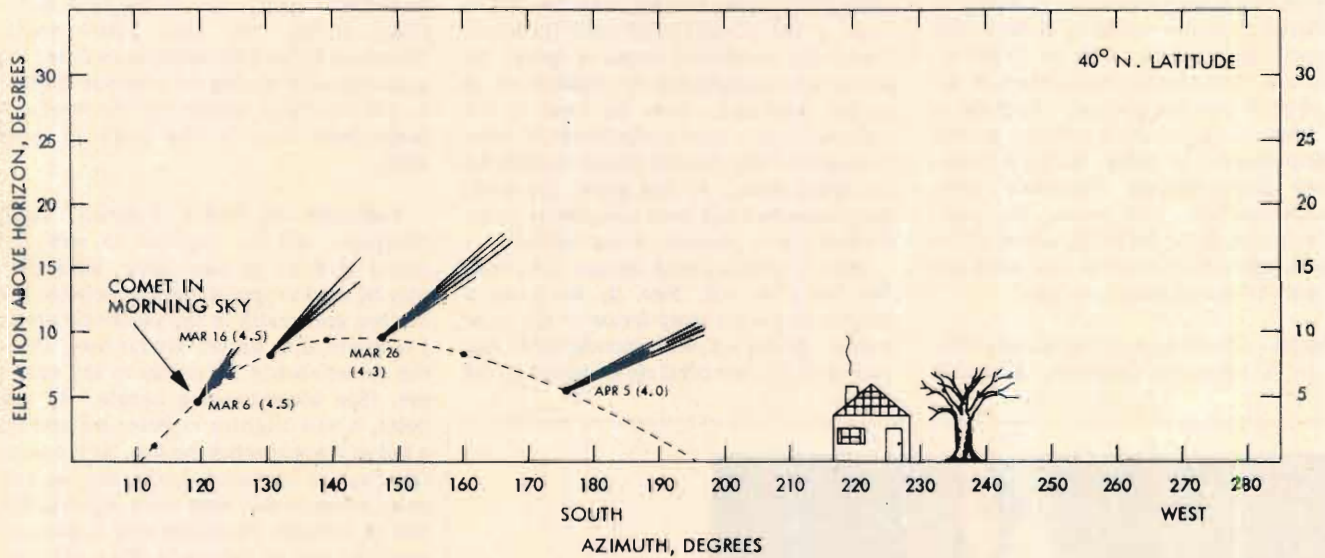 40° N. LATITUDE
ELEVATION ABOVE HORIZON, DEGREES
30
25
20
15
10
5
30
25
20
15
10
5
COMET IN
MORNING SKY
MAR 16 (4.5)
MAR 6 (4.5)
MAR 26
(4.3)
APR 5 (4.0)
110 120 130 140 150 160 170 180 190 200 210 220 230 240 250 260 270 280
SOUTH WEST
AZIMUTH, DEGREES